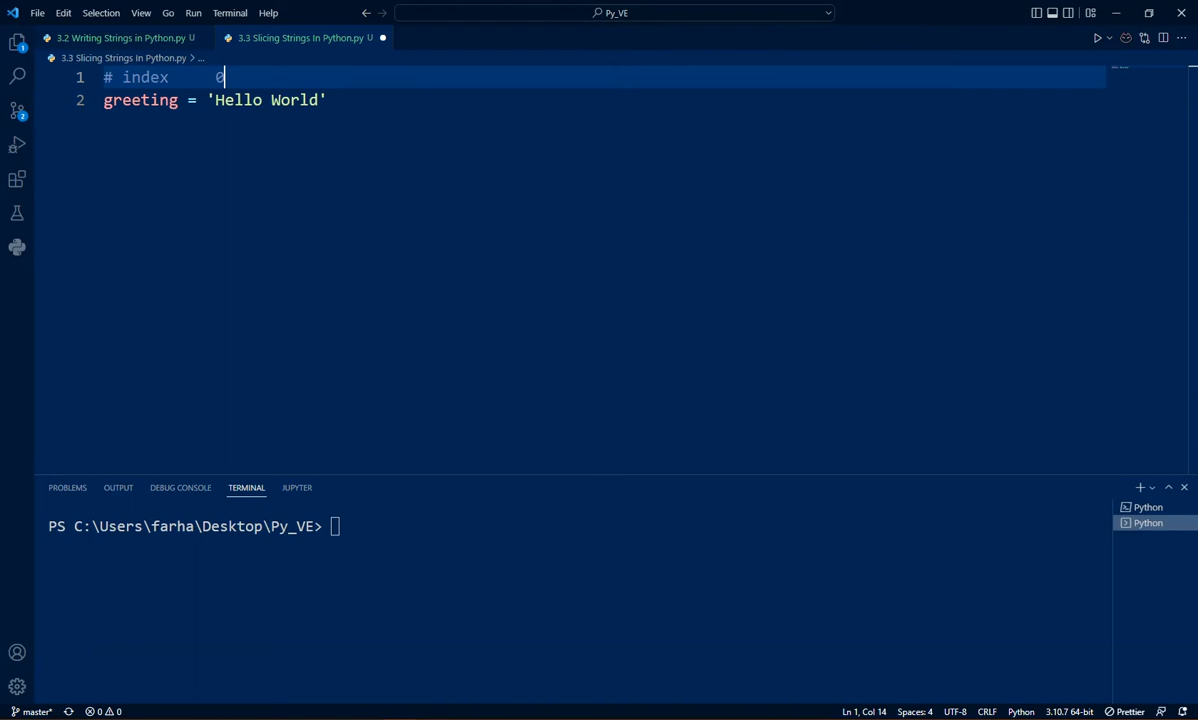 File Edit Selection View Go Run Terminal Help Py_VE
3.2 Writing Strings in Python.py U 3.3 Slicing Strings In Python.py U
3.3 Slicing Strings In Python.py > ...
1 # index     0
2 greeting = 'Hello World'
1
2
PROBLEMS OUTPUT DEBUG CONSOLE TERMINAL JUPYTER
Python
Python
PS C:\Users\farha\Desktop\Py_VE>
master* 0 0 Ln 1, Col 14 Spaces: 4 UTF-8 CRLF Python 3.10.7 64-bit Prettier